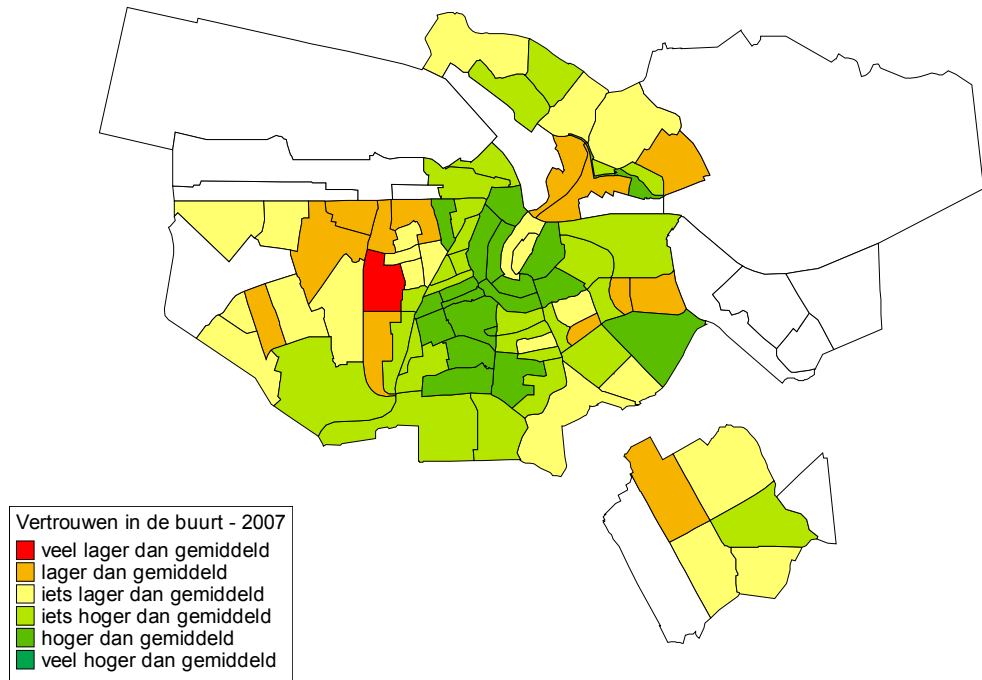 Vertrouwen in de buurt - 2007
veel lager dan gemiddeld
lager dan gemiddeld
iets lager dan gemiddeld
iets hoger dan gemiddeld
hoger dan gemiddeld
veel hoger dan gemiddeld